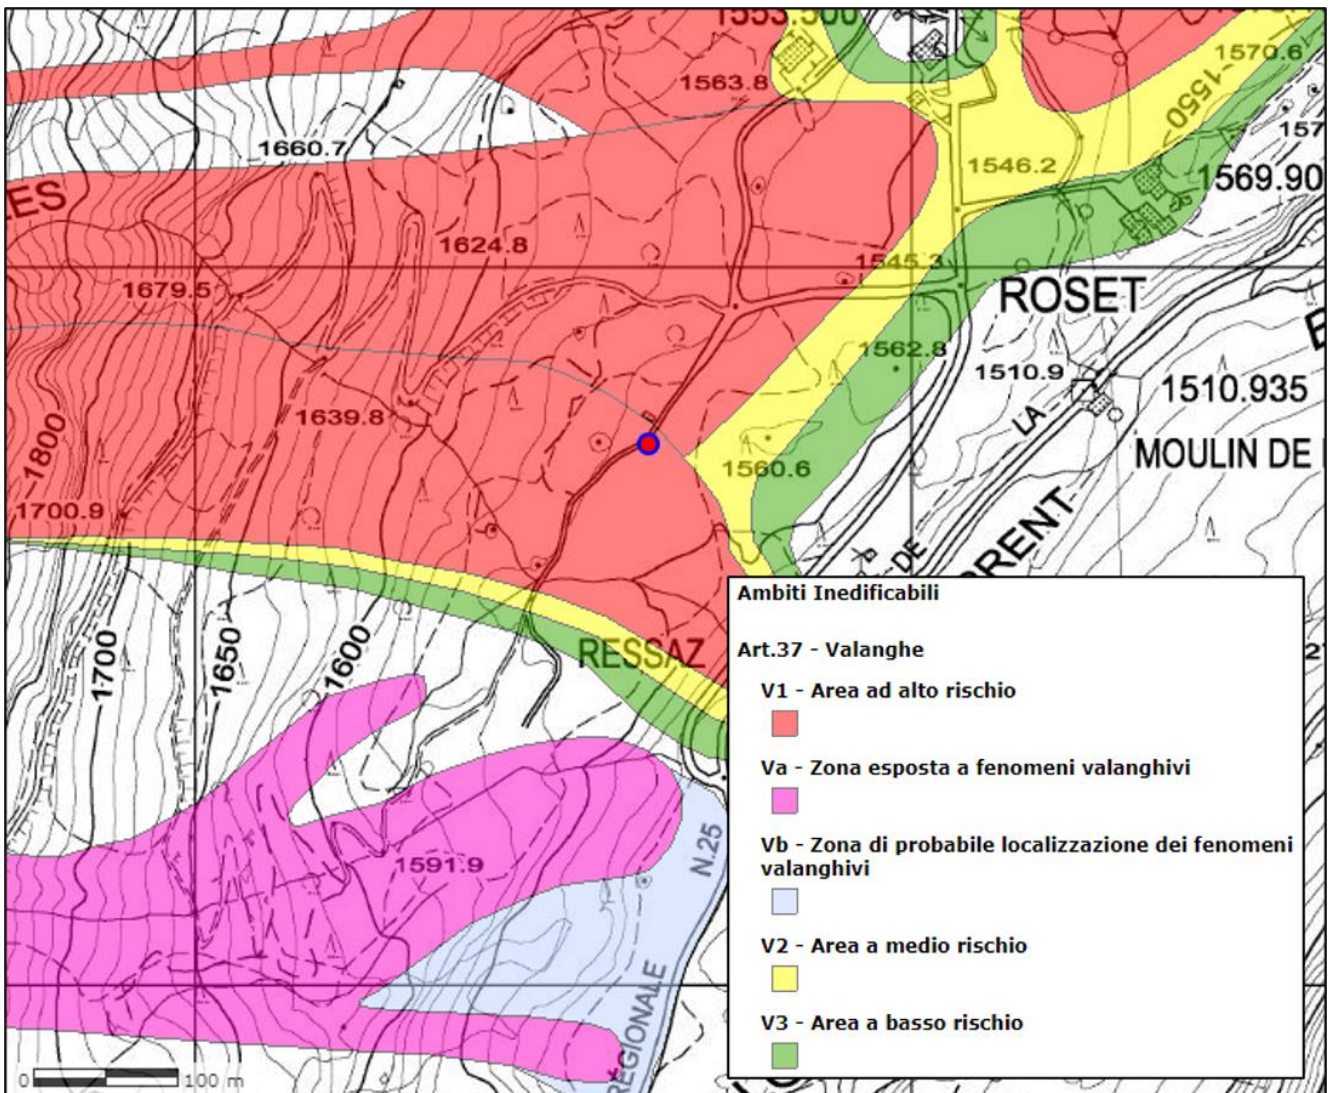 1553.500
1563.8
1570.6
1550
1660.7
1546.2
157
1569.90
LES
1624.8
1545.3
1679.5
ROSET
1562.8
1510.9
1510.935
1639.8
LA
1800
MOULIN DE
1560.6
1700.9
DE
RRENT
1700
1650
1600
RESSAZ
1591.9
N.25
REGIONALE
0 100 m
Ambiti Inedificabili
Art.37 - Valanghe
V1 - Area ad alto rischio
Va - Zona esposta a fenomeni valanghivi
Vb - Zona di probabile localizzazione dei fenomeni
valanghivi
V2 - Area a medio rischio
V3 - Area a basso rischio